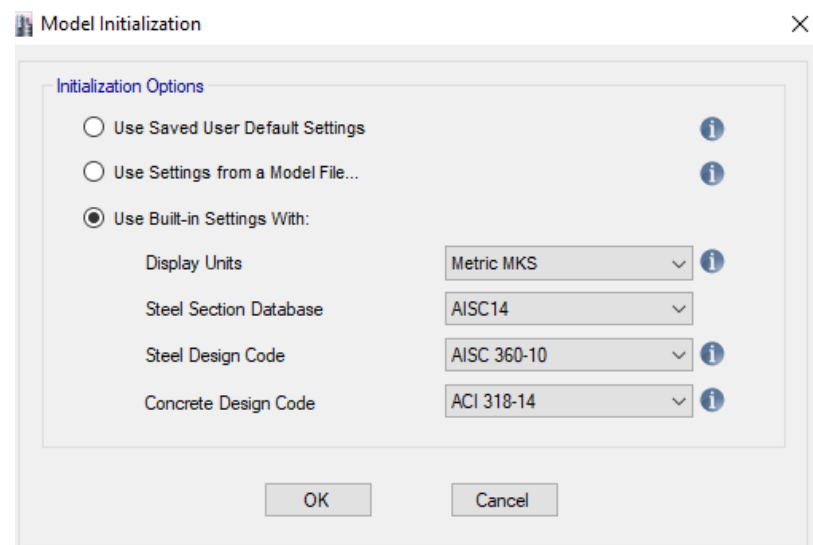 Model Initialization
Initialization Options
Use Saved User Default Settings
Use Settings from a Model File...
Use Built-in Settings With:
Display Units Metric MKS
Steel Section Database AISC14
Steel Design Code AISC 360-10
Concrete Design Code ACI 318-14
OK Cancel